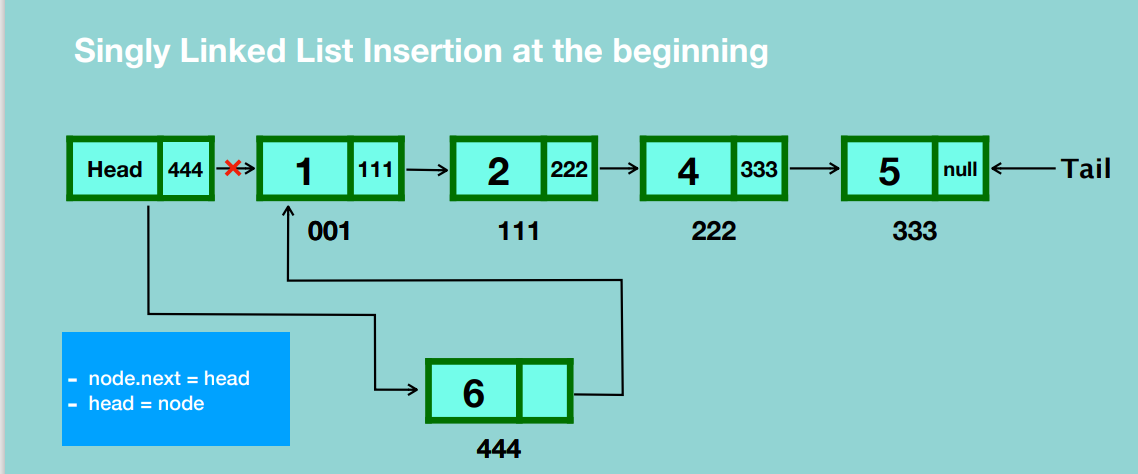 Singly Linked List Insertion at the beginning
Head 444 1 111 2 222 4 333 5 null Tail
001 111 222 333
- node.next = head
- head = node
6
444